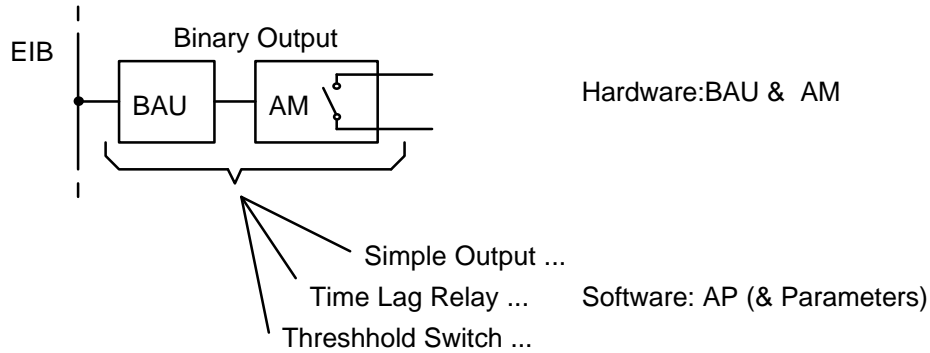 Binary Output
EIB
BAU
AM
Hardware:BAU & AM
Simple Output ...
Time Lag Relay ...
Software: AP (& Parameters)
Threshhold Switch ...